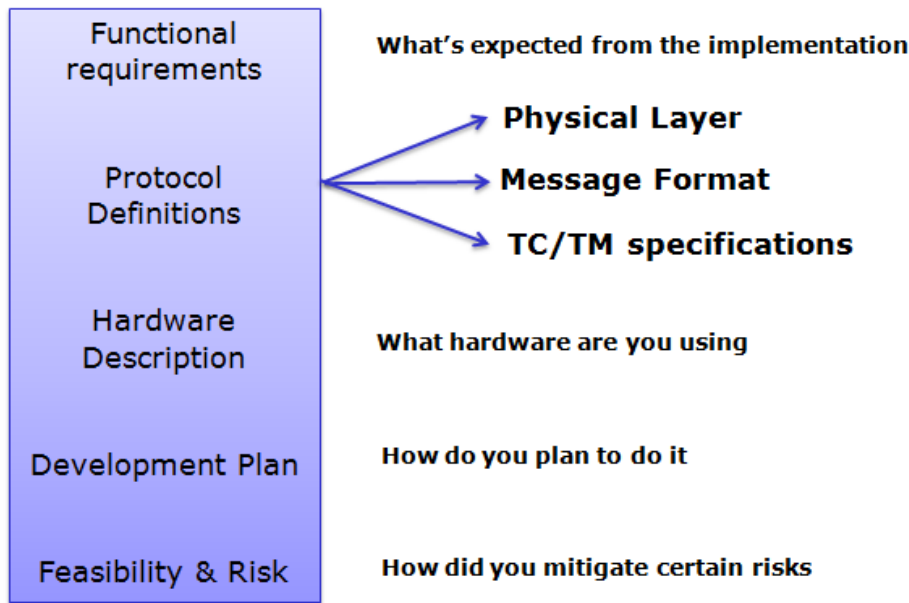 Functional
requirements
What's expected from the implementation
Physical Layer
Protocol
Definitions
Message Format
TC/TM specifications
Hardware
Description
What hardware are you using
Development Plan
How do you plan to do it
Feasibility & Risk
How did you mitigate certain risks